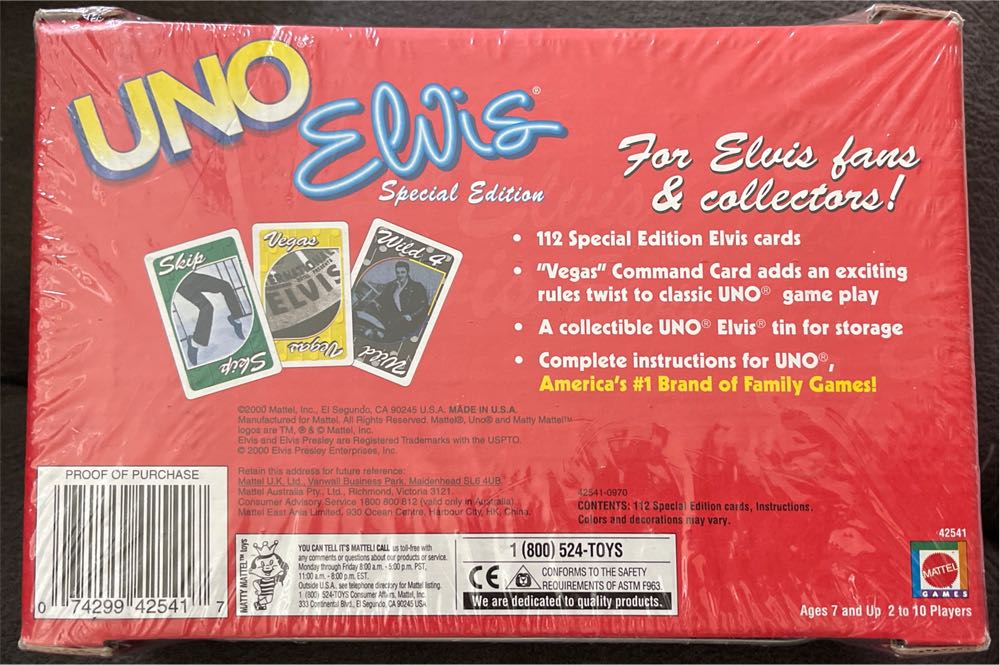 UNO®
Elvis®
Special Edition
For Elvis fans
& collectors!
Skip
Skip
Vegas
ELVIS
Vegas
Wild 4
Wild
• 112 Special Edition Elvis cards
• "Vegas" Command Card adds an exciting
rules twist to classic UNO® game play
• A collectible UNO® Elvis® tin for storage
• Complete instructions for UNO®,
America's #1 Brand of Family Games!
©2000 Mattel, Inc., El Segundo, CA 90245 U.S.A. MADE IN U.S.A.
Manufactured for Mattel. All Rights Reserved. Mattel®, Uno® and Matty Mattel™
logos are TM, ® & © Mattel, Inc.
Elvis and Elvis Presley are Registered Trademarks with the USPTO.
© 2000 Elvis Presley Enterprises, Inc.
Retain this address for future reference:
Mattel U.K. Ltd., Vanwall Business Park, Maidenhead SL6 4UB.
Mattel Australia Pty., Ltd., Richmond, Victoria 3121.
Consumer Advisory Service 1800 800 812 (valid only in Australia).
Mattel East Asia Limited, 930 Ocean Centre, Harbour City, HK, China.
42541-0970
CONTENTS: 112 Special Edition cards, Instructions.
Colors and decorations may vary.
PROOF OF PURCHASE
0 74299 42541 7
MATTY MATTEL™ toys
YOU CAN TELL IT'S MATTEL! CALL us toll-free with
any comments or questions about our products or service.
Monday through Friday 8:00 a.m. - 5:00 p.m. PST,
11:00 a.m. - 8:00 p.m. EST.
Outside U.S.A. see telephone directory for Mattel listing.
1 (800) 524-TOYS Consumer Affairs, Mattel, Inc.
333 Continental Blvd., El Segundo, CA 90245 USA
1 (800) 524-TOYS
CE
CONFORMS TO THE SAFETY
REQUIREMENTS OF ASTM F963
We are dedicated to quality products.
42541
MATTEL
GAMES
Ages 7 and Up 2 to 10 Players